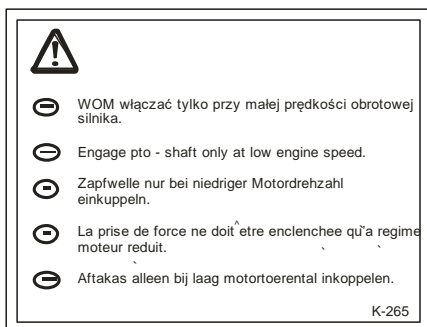 WOM włączać tylko przy małej prędkości obrotowej
silnika.
Engage pto - shaft only at low engine speed.
Zapfwelle nur bei niedriger Motordrehzahl
einkuppeln.
La prise de force ne doit ^etre enclenchee qu'a regime
moteur reduit.
Aftakas alleen bij laag motortoerental inkoppelen.
K-265